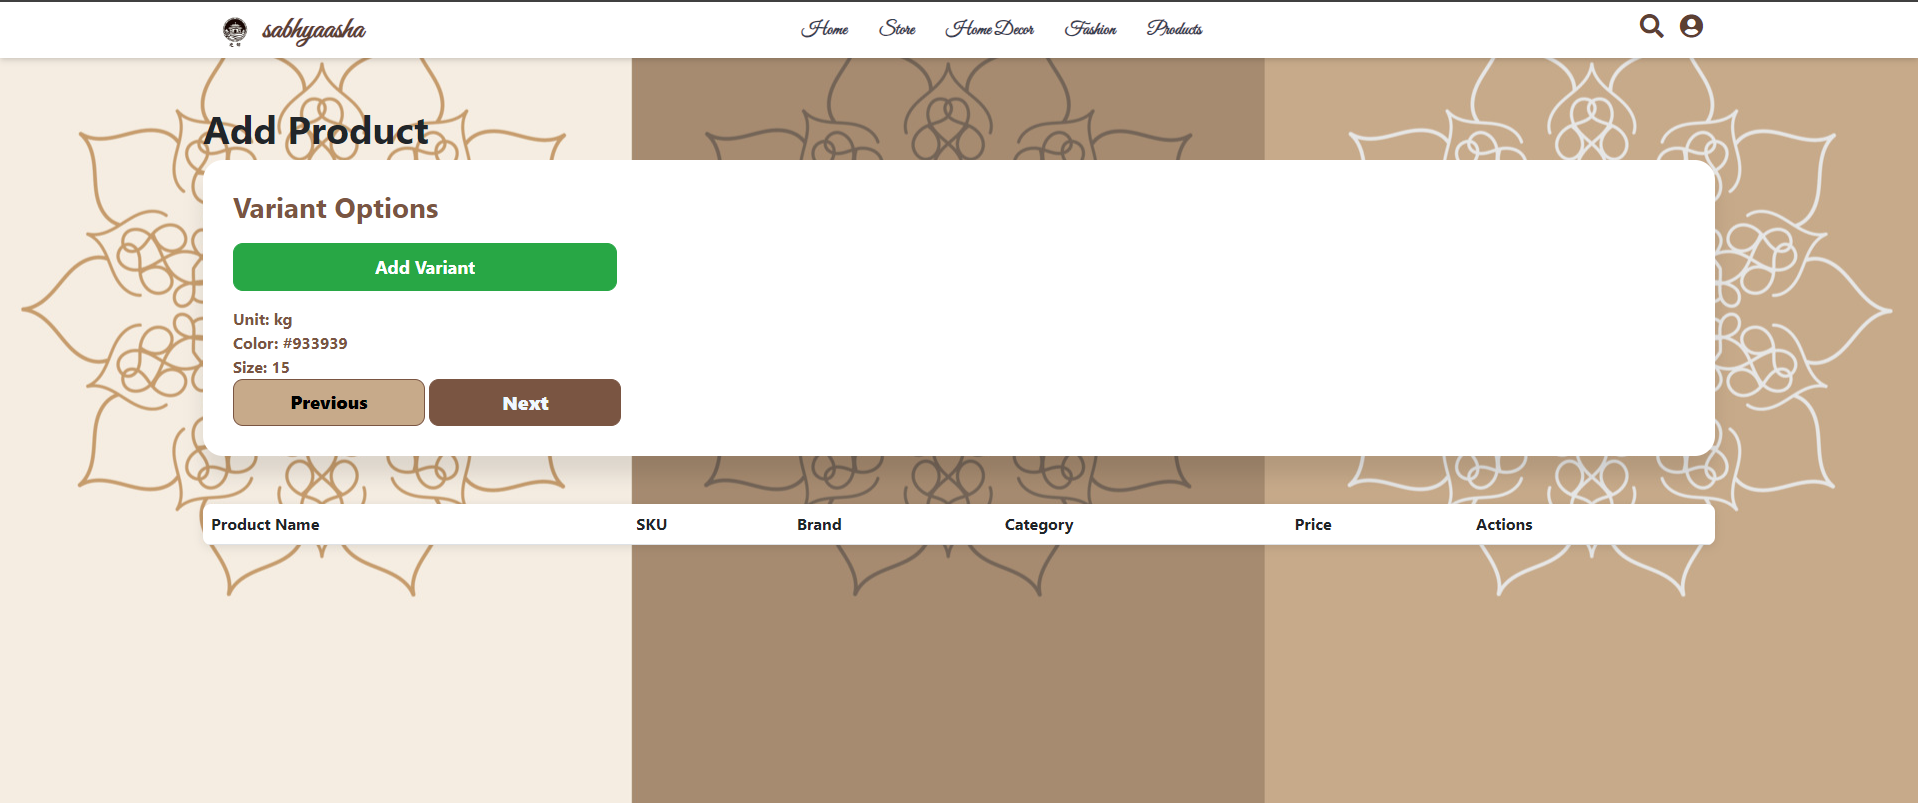 sabhyaasha
Home Store Home Decor Fashion Products
Add Product
Variant Options
Add Variant
Unit: kg
Color: #933939
Size: 15
Previous Next
Product Name SKU Brand Category Price Actions